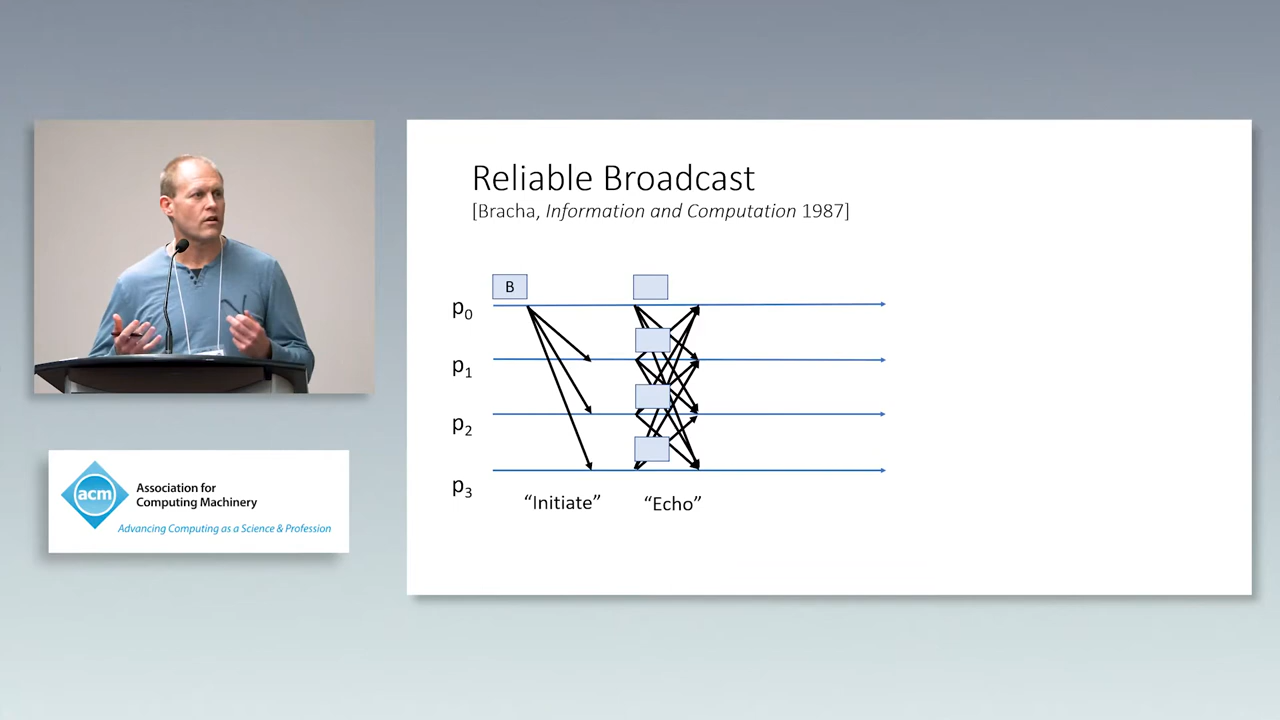 Reliable Broadcast
[Bracha, Information and Computation 1987]
B
p0
p1
p2
p3
“Initiate” “Echo”
acm
Association for
Computing Machinery
Advancing Computing as a Science & Profession